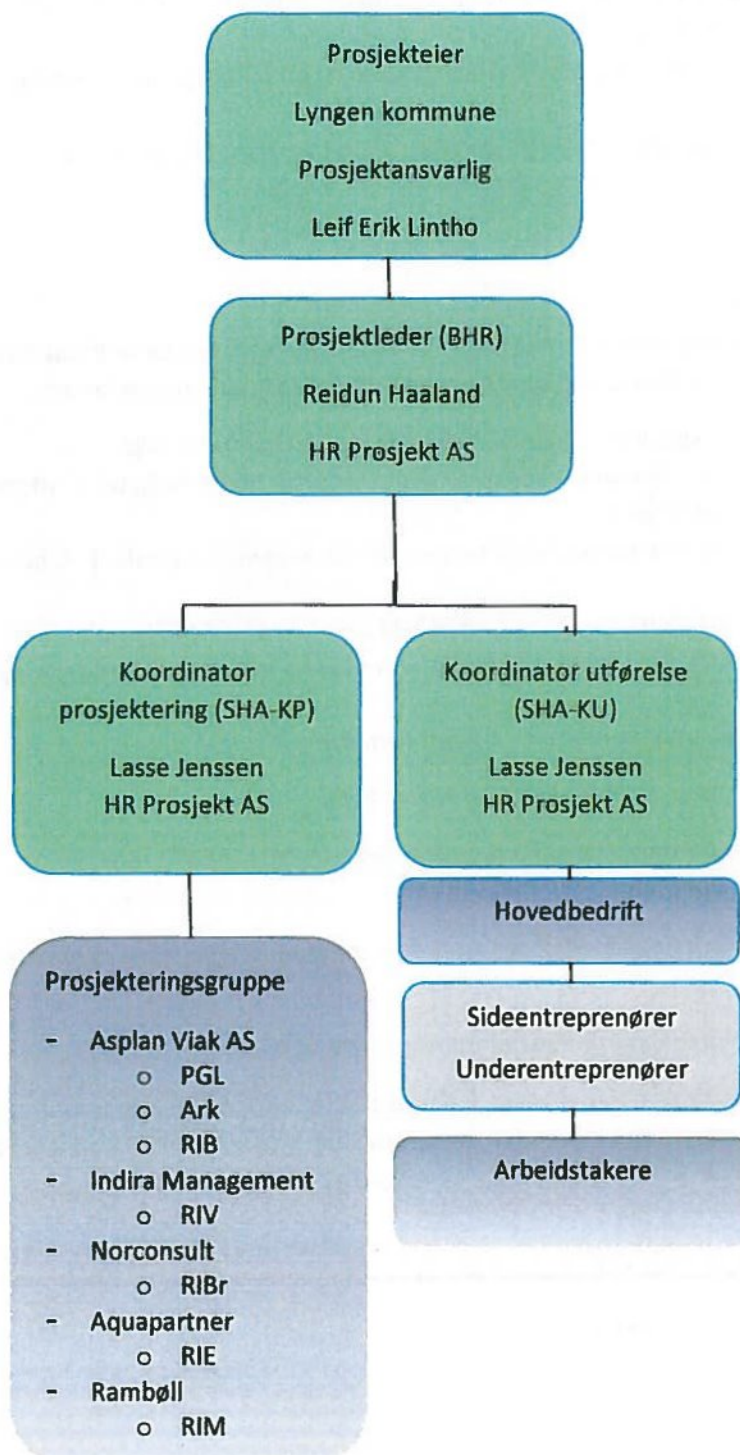 Prosjekteier
Lyngen kommune
Prosjektansvarlig
Leif Erik Lintho
Prosjektleder (BHR)
Reidun Haaland
HR Prosjekt AS
Koordinator
prosjektering (SHA-KP)
Lasse Jenssen
HR Prosjekt AS
Koordinator utførelse
(SHA-KU)
Lasse Jenssen
HR Prosjekt AS
Hovedbedrift
Sideentreprenører
Underentreprenører
Arbeidstakere
Prosjekteringsgruppe
- Asplan Viak AS
o PGL
o Ark
o RIB
- Indira Management
o RIV
- Norconsult
o RIBr
- Aquapartner
o RIE
- Rambøll
o RIM